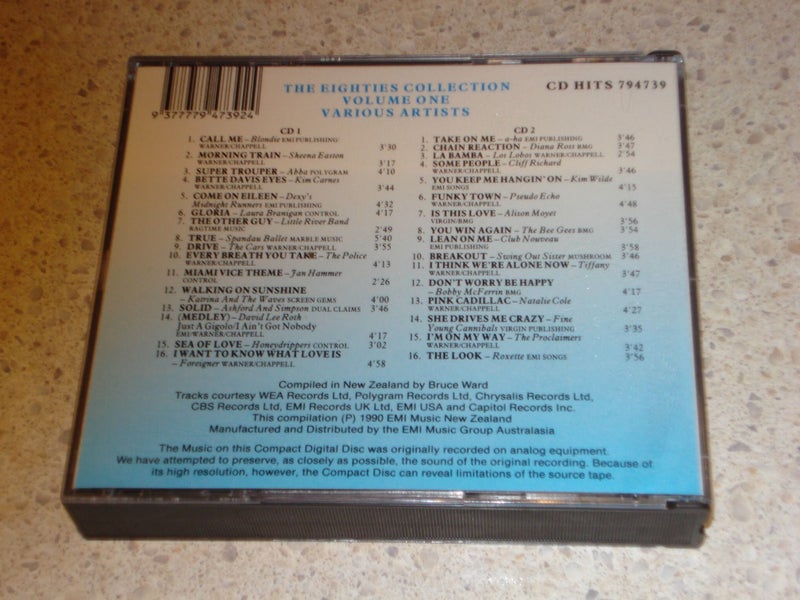 THE EIGHTIES COLLECTION
VOLUME ONE
VARIOUS ARTISTS
CD HITS 794739
9 377779 473924
CD 1
1. CALL ME – Blondie EMI PUBLISHING/
WARNER/CHAPPELL 3'30
2. MORNING TRAIN – Sheena Easton
WARNER/CHAPPELL 3'17
3. SUPER TROUPER – Abba POLYGRAM 4'10
4. BETTE DAVIS EYES – Kim Carnes
WARNER/CHAPPELL 3'44
5. COME ON EILEEN – Dexy's
Midnight Runners EMI PUBLISHING 4'32
6. GLORIA – Laura Branigan CONTROL 4'17
7. THE OTHER GUY – Little River Band
RAGTIME MUSIC 2'49
8. TRUE – Spandau Ballet MARBLE MUSIC 5'40
9. DRIVE – The Cars WARNER/CHAPPELL 3'55
10. EVERY BREATH YOU TAKE – The Police
WARNER/CHAPPELL 4'13
11. MIAMI VICE THEME – Jan Hammer
CONTROL 2'26
12. WALKING ON SUNSHINE
– Katrina And The Waves SCREEN GEMS 4'00
13. SOLID – Ashford And Simpson DUAL CLAIMS 3'46
14. (MEDLEY) – David Lee Roth
Just A Gigolo/I Ain't Got Nobody
EMI/WARNER/CHAPPELL 4'17
15. SEA OF LOVE – Honeydrippers CONTROL 3'02
16. I WANT TO KNOW WHAT LOVE IS
– Foreigner WARNER/CHAPPELL 4'58
CD 2
1. TAKE ON ME – a-ha EMI PUBLISHING 3'46
2. CHAIN REACTION – Diana Ross BMG 3'47
3. LA BAMBA – Los Lobos WARNER/CHAPPELL 2'54
4. SOME PEOPLE – Cliff Richard
WARNER/CHAPPELL 3'46
5. YOU KEEP ME HANGIN' ON – Kim Wilde
EMI SONGS 4'15
6. FUNKY TOWN – Pseudo Echo
WARNER/CHAPPELL 4'48
7. IS THIS LOVE – Alison Moyet
VIRGIN/BMG 3'56
8. YOU WIN AGAIN – The Bee Gees BMG 3'54
9. LEAN ON ME – Club Nouveau
EMI PUBLISHING 3'58
10. BREAKOUT – Swing Out Sister MUSHROOM 3'46
11. I THINK WE'RE ALONE NOW – Tiffany
WARNER/CHAPPELL 3'47
12. DON'T WORRY BE HAPPY
– Bobby McFerrin BMG 4'17
13. PINK CADILLAC – Natalie Cole
WARNER/CHAPPELL 4'27
14. SHE DRIVES ME CRAZY – Fine
Young Cannibals VIRGIN PUBLISHING 3'35
15. I'M ON MY WAY – The Proclaimers
WARNER/CHAPPELL 3'42
16. THE LOOK – Roxette EMI SONGS 3'56
Compiled in New Zealand by Bruce Ward
Tracks courtesy WEA Records Ltd, Polygram Records Ltd, Chrysalis Records Ltd,
CBS Records Ltd, EMI Records UK Ltd, EMI USA and Capitol Records Inc.
This compilation (P) 1990 EMI Music New Zealand
Manufactured and Distributed by the EMI Music Group Australasia
The Music on this Compact Digital Disc was originally recorded on analog equipment.
We have attempted to preserve, as closely as possible, the sound of the original recording. Because of
its high resolution, however, the Compact Disc can reveal limitations of the source tape.